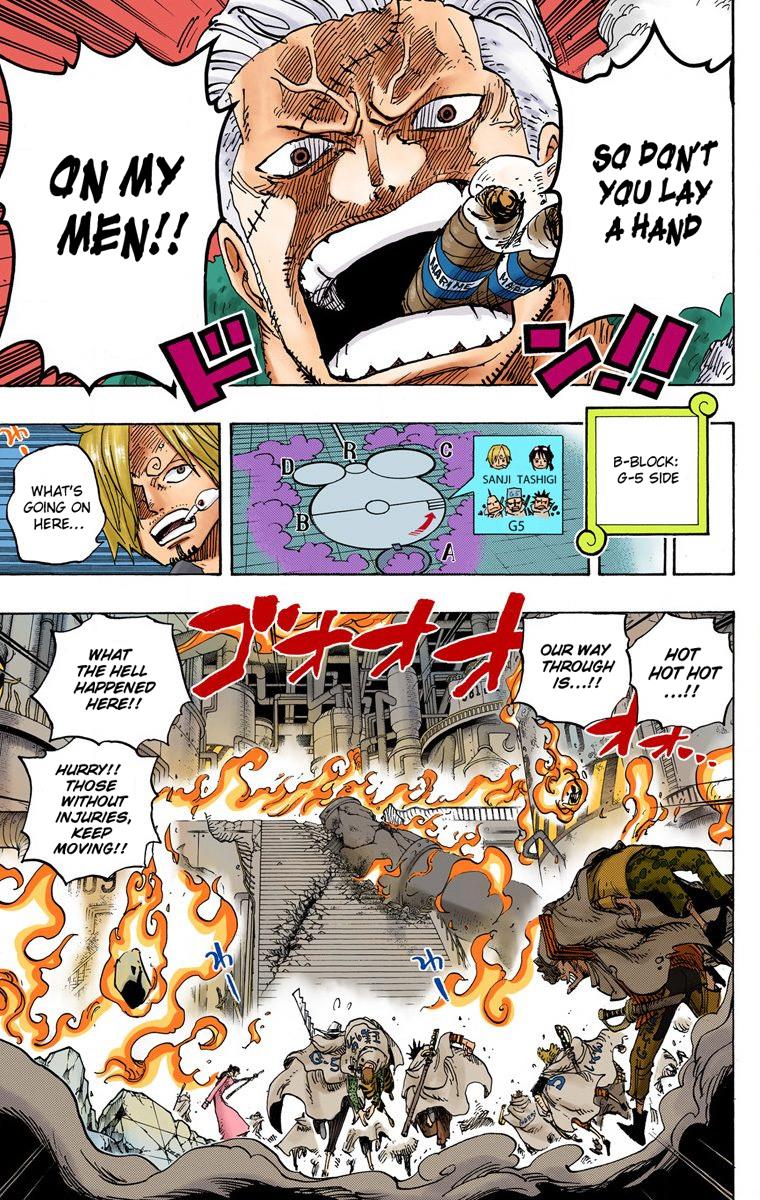 SO DON'T
YOU LAY
A HAND
ON MY
MEN!!
MARINE
ドン!!
B-BLOCK:
G-5 SIDE
R
C
D
B
A
SANJI TASHIGI
G5
WHAT'S
GOING ON
HERE...
HOT
HOT HOT
...!!
OUR WAY
THROUGH
IS...!!
ゴオオオ
オオ...
WHAT
THE HELL
HAPPENED
HERE!!
HURRY!!
THOSE
WITHOUT
INJURIES,
KEEP
MOVING!!
G-5
5